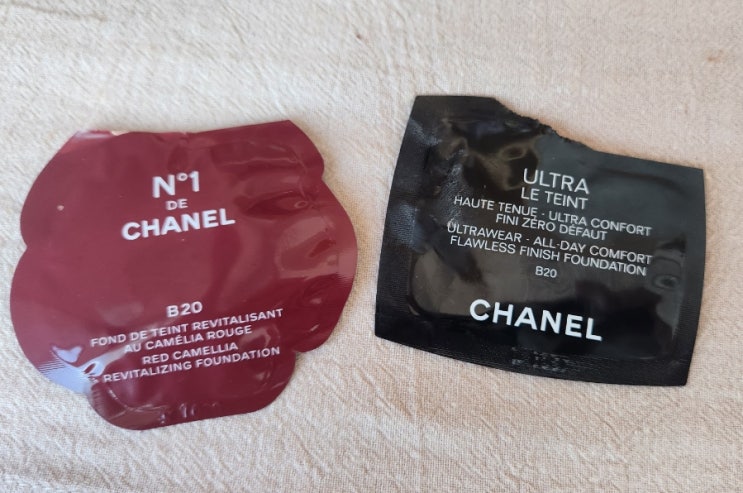 N°1
DE
CHANEL
B20
FOND DE TEINT REVITALISANT
AU CAMÉLIA ROUGE
RED CAMELLIA
REVITALIZING FOUNDATION
ULTRA
LE TEINT
HAUTE TENUE - ULTRA CONFORT
FINI ZÉRO DÉFAUT
ULTRAWEAR - ALL-DAY COMFORT
FLAWLESS FINISH FOUNDATION
B20
CHANEL